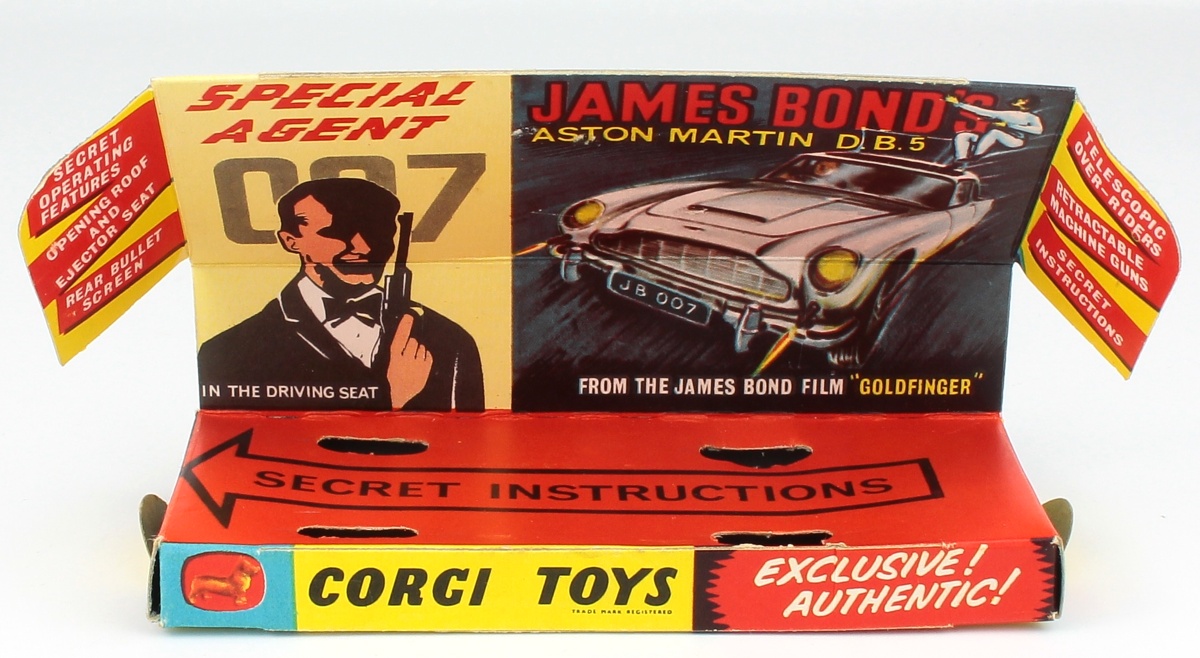 SPECIAL
AGENT
007
IN THE DRIVING SEAT
JAMES BOND'S
ASTON MARTIN D.B.5
JB 007
FROM THE JAMES BOND FILM "GOLDFINGER"
SECRET
OPERATING
FEATURES
OPENING ROOF
AND
EJECTOR SEAT
REAR BULLET
SCREEN
TELESCOPIC
OVER-RIDERS
RETRACTABLE
MACHINE GUNS
SECRET
INSTRUCTIONS
SECRET INSTRUCTIONS
CORGI TOYS
TRADE MARK REGISTERED
EXCLUSIVE!
AUTHENTIC!